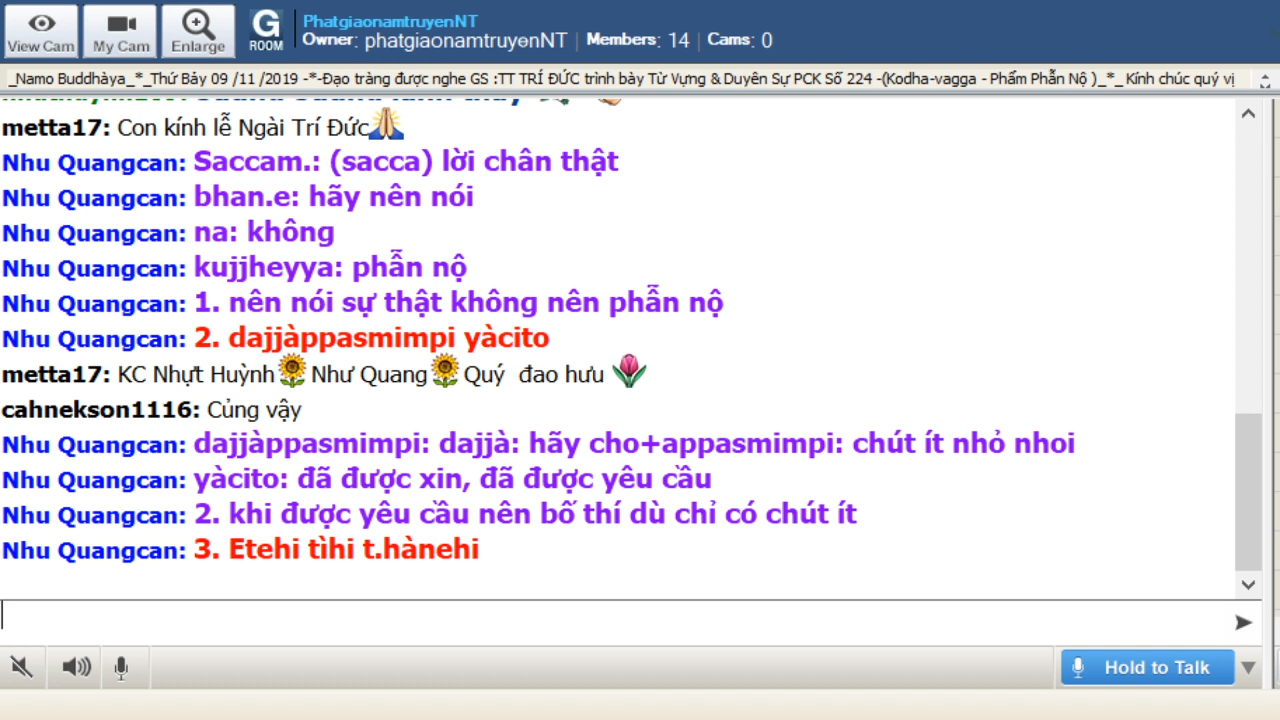 View Cam
My Cam
Enlarge
G
ROOM
PhatgiaonamtruyenNT
Owner: phatgiaonamtruyenNT | Members: 14 | Cams: 0
_Namo Buddhàya_*_Thứ Bảy 09 /11 /2019 -*-Đạo tràng được nghe GS :TT TRÍ ĐỨC trình bày Từ Vựng & Duyên Sự PCK Số 224 -(Kodha-vagga - Phẩm Phẫn Nộ )_*_ Kính chúc quý vị
metta17: Con kính lễ Ngài Trí Đức
Nhu Quangcan: Saccam.: (sacca) lời chân thật
Nhu Quangcan: bhan.e: hãy nên nói
Nhu Quangcan: na: không
Nhu Quangcan: kujjheyya: phẫn nộ
Nhu Quangcan: 1. nên nói sự thật không nên phẫn nộ
Nhu Quangcan: 2. dajjàppasmimpi yàcito
metta17: KC Nhựt Huỳnh Như Quang Quý đao hưu
cahnekson1116: Củng vậy
Nhu Quangcan: dajjàppasmimpi: dajjà: hãy cho+appasmimpi: chút ít nhỏ nhoi
Nhu Quangcan: yàcito: đã được xin, đã được yêu cầu
Nhu Quangcan: 2. khi được yêu cầu nên bố thí dù chỉ có chút ít
Nhu Quangcan: 3. Etehi tìhi t.hànehi
Hold to Talk